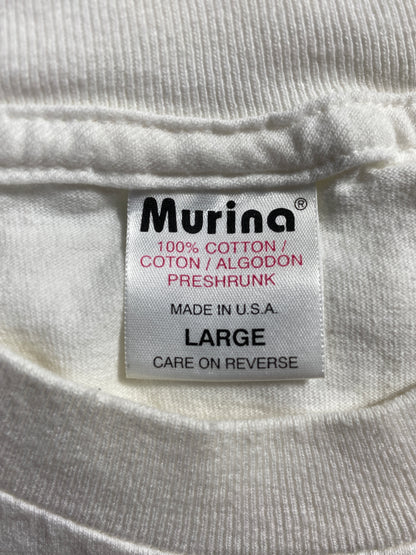 Murina®
100% COTTON /
COTON / ALGODON
PRESHRUNK
MADE IN U.S.A.
LARGE
CARE ON REVERSE